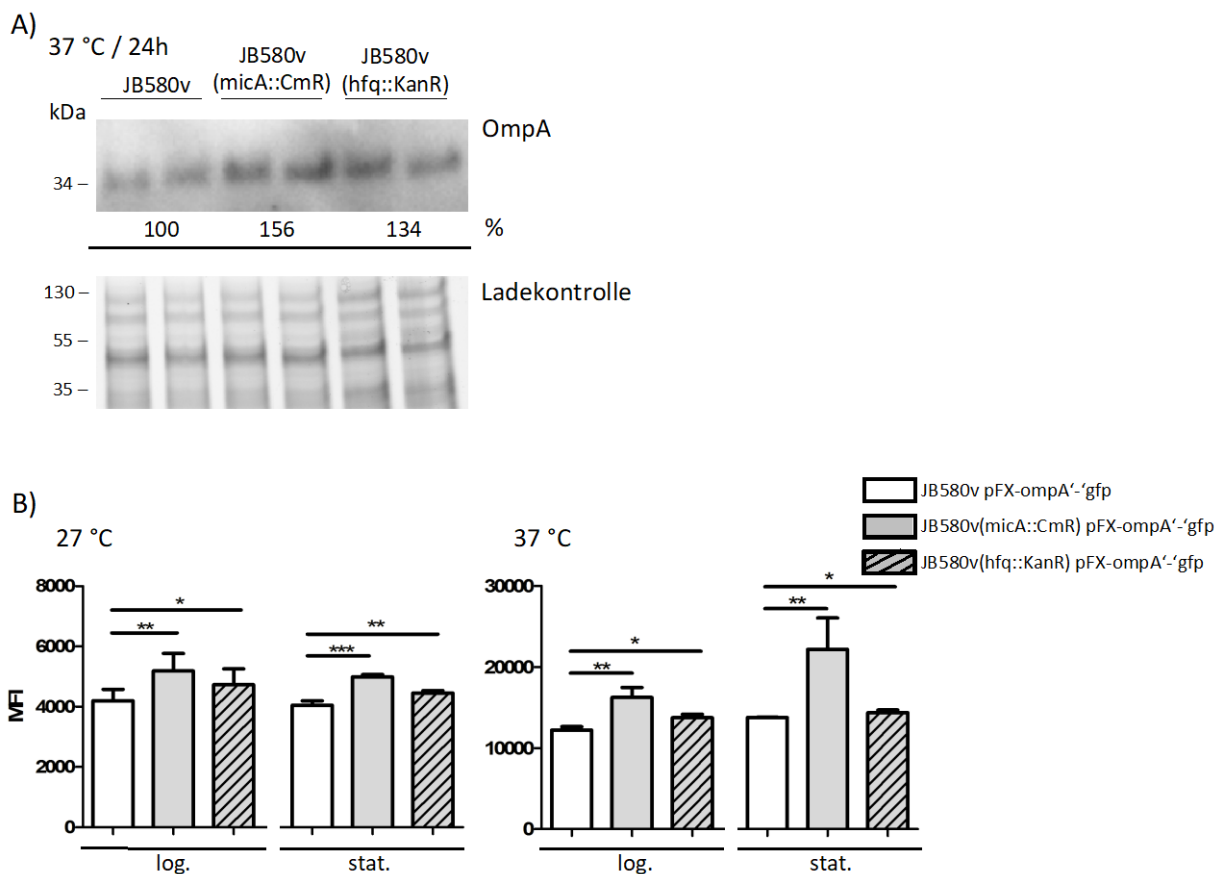 A)
37 °C / 24h
JB580v
JB580v
(micA::CmR)
JB580v
(hfq::KanR)
kDa
OmpA
34 –
100 156 134 %
130 –
Ladekontrolle
55 –
35 –
B)
JB580v pFX-ompA‘-‘gfp
JB580v(micA::CmR) pFX-ompA‘-‘gfp
JB580v(hfq::KanR) pFX-ompA‘-‘gfp
27 °C
MFI
8000
6000
4000
2000
0
* ** ** ***
log. stat.
37 °C
30000
20000
10000
0
* ** * **
log. stat.